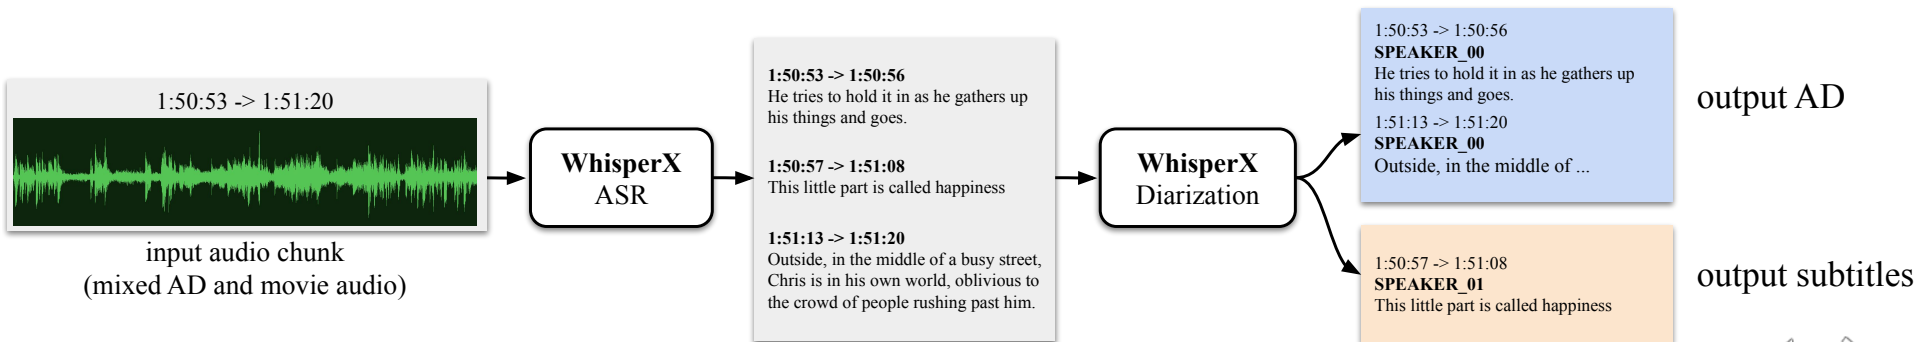 1:50:53 -> 1:51:20
input audio chunk
(mixed AD and movie audio)
WhisperX
ASR
1:50:53 -> 1:50:56
He tries to hold it in as he gathers up
his things and goes.
1:50:57 -> 1:51:08
This little part is called happiness
1:51:13 -> 1:51:20
Outside, in the middle of a busy street,
Chris is in his own world, oblivious to
the crowd of people rushing past him.
WhisperX
Diarization
1:50:53 -> 1:50:56
SPEAKER_00
He tries to hold it in as he gathers up
his things and goes.
1:51:13 -> 1:51:20
SPEAKER_00
Outside, in the middle of ...
output AD
1:50:57 -> 1:51:08
SPEAKER_01
This little part is called happiness
output subtitles